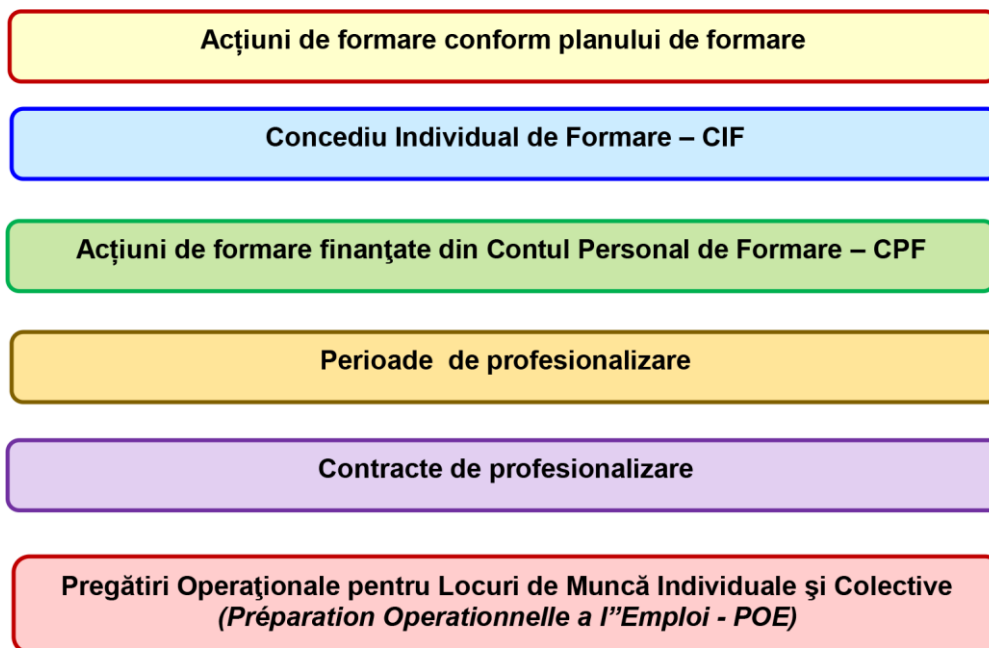 Acțiuni de formare conform planului de formare
Concediu Individual de Formare – CIF
Acțiuni de formare finanţate din Contul Personal de Formare – CPF
Perioade de profesionalizare
Contracte de profesionalizare
Pregătiri Operaţionale pentru Locuri de Muncă Individuale şi Colective
(Préparation Operationnelle a l”Emploi - POE)